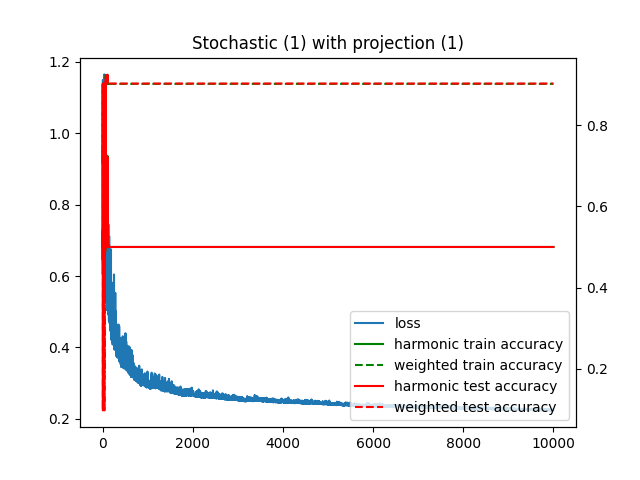 Stochastic (1) with projection (1)
1.2
1.0
0.8
0.6
0.4
0.2
0.8
0.6
0.4
0.2
0
2000
4000
6000
8000
10000
loss
harmonic train accuracy
weighted train accuracy
harmonic test accuracy
weighted test accuracy